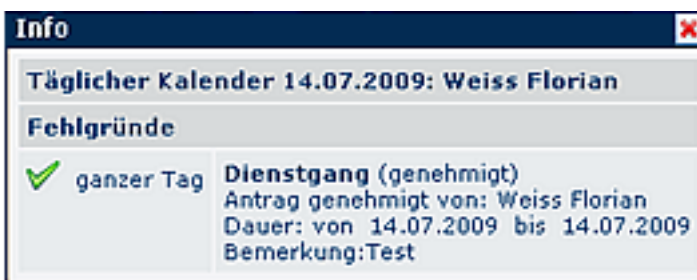 Info
Täglicher Kalender 14.07.2009: Weiss Florian
Fehlgründe
ganzer Tag
Dienstgang (genehmigt)
Antrag genehmigt von: Weiss Florian
Dauer: von 14.07.2009 bis 14.07.2009
Bemerkung:Test